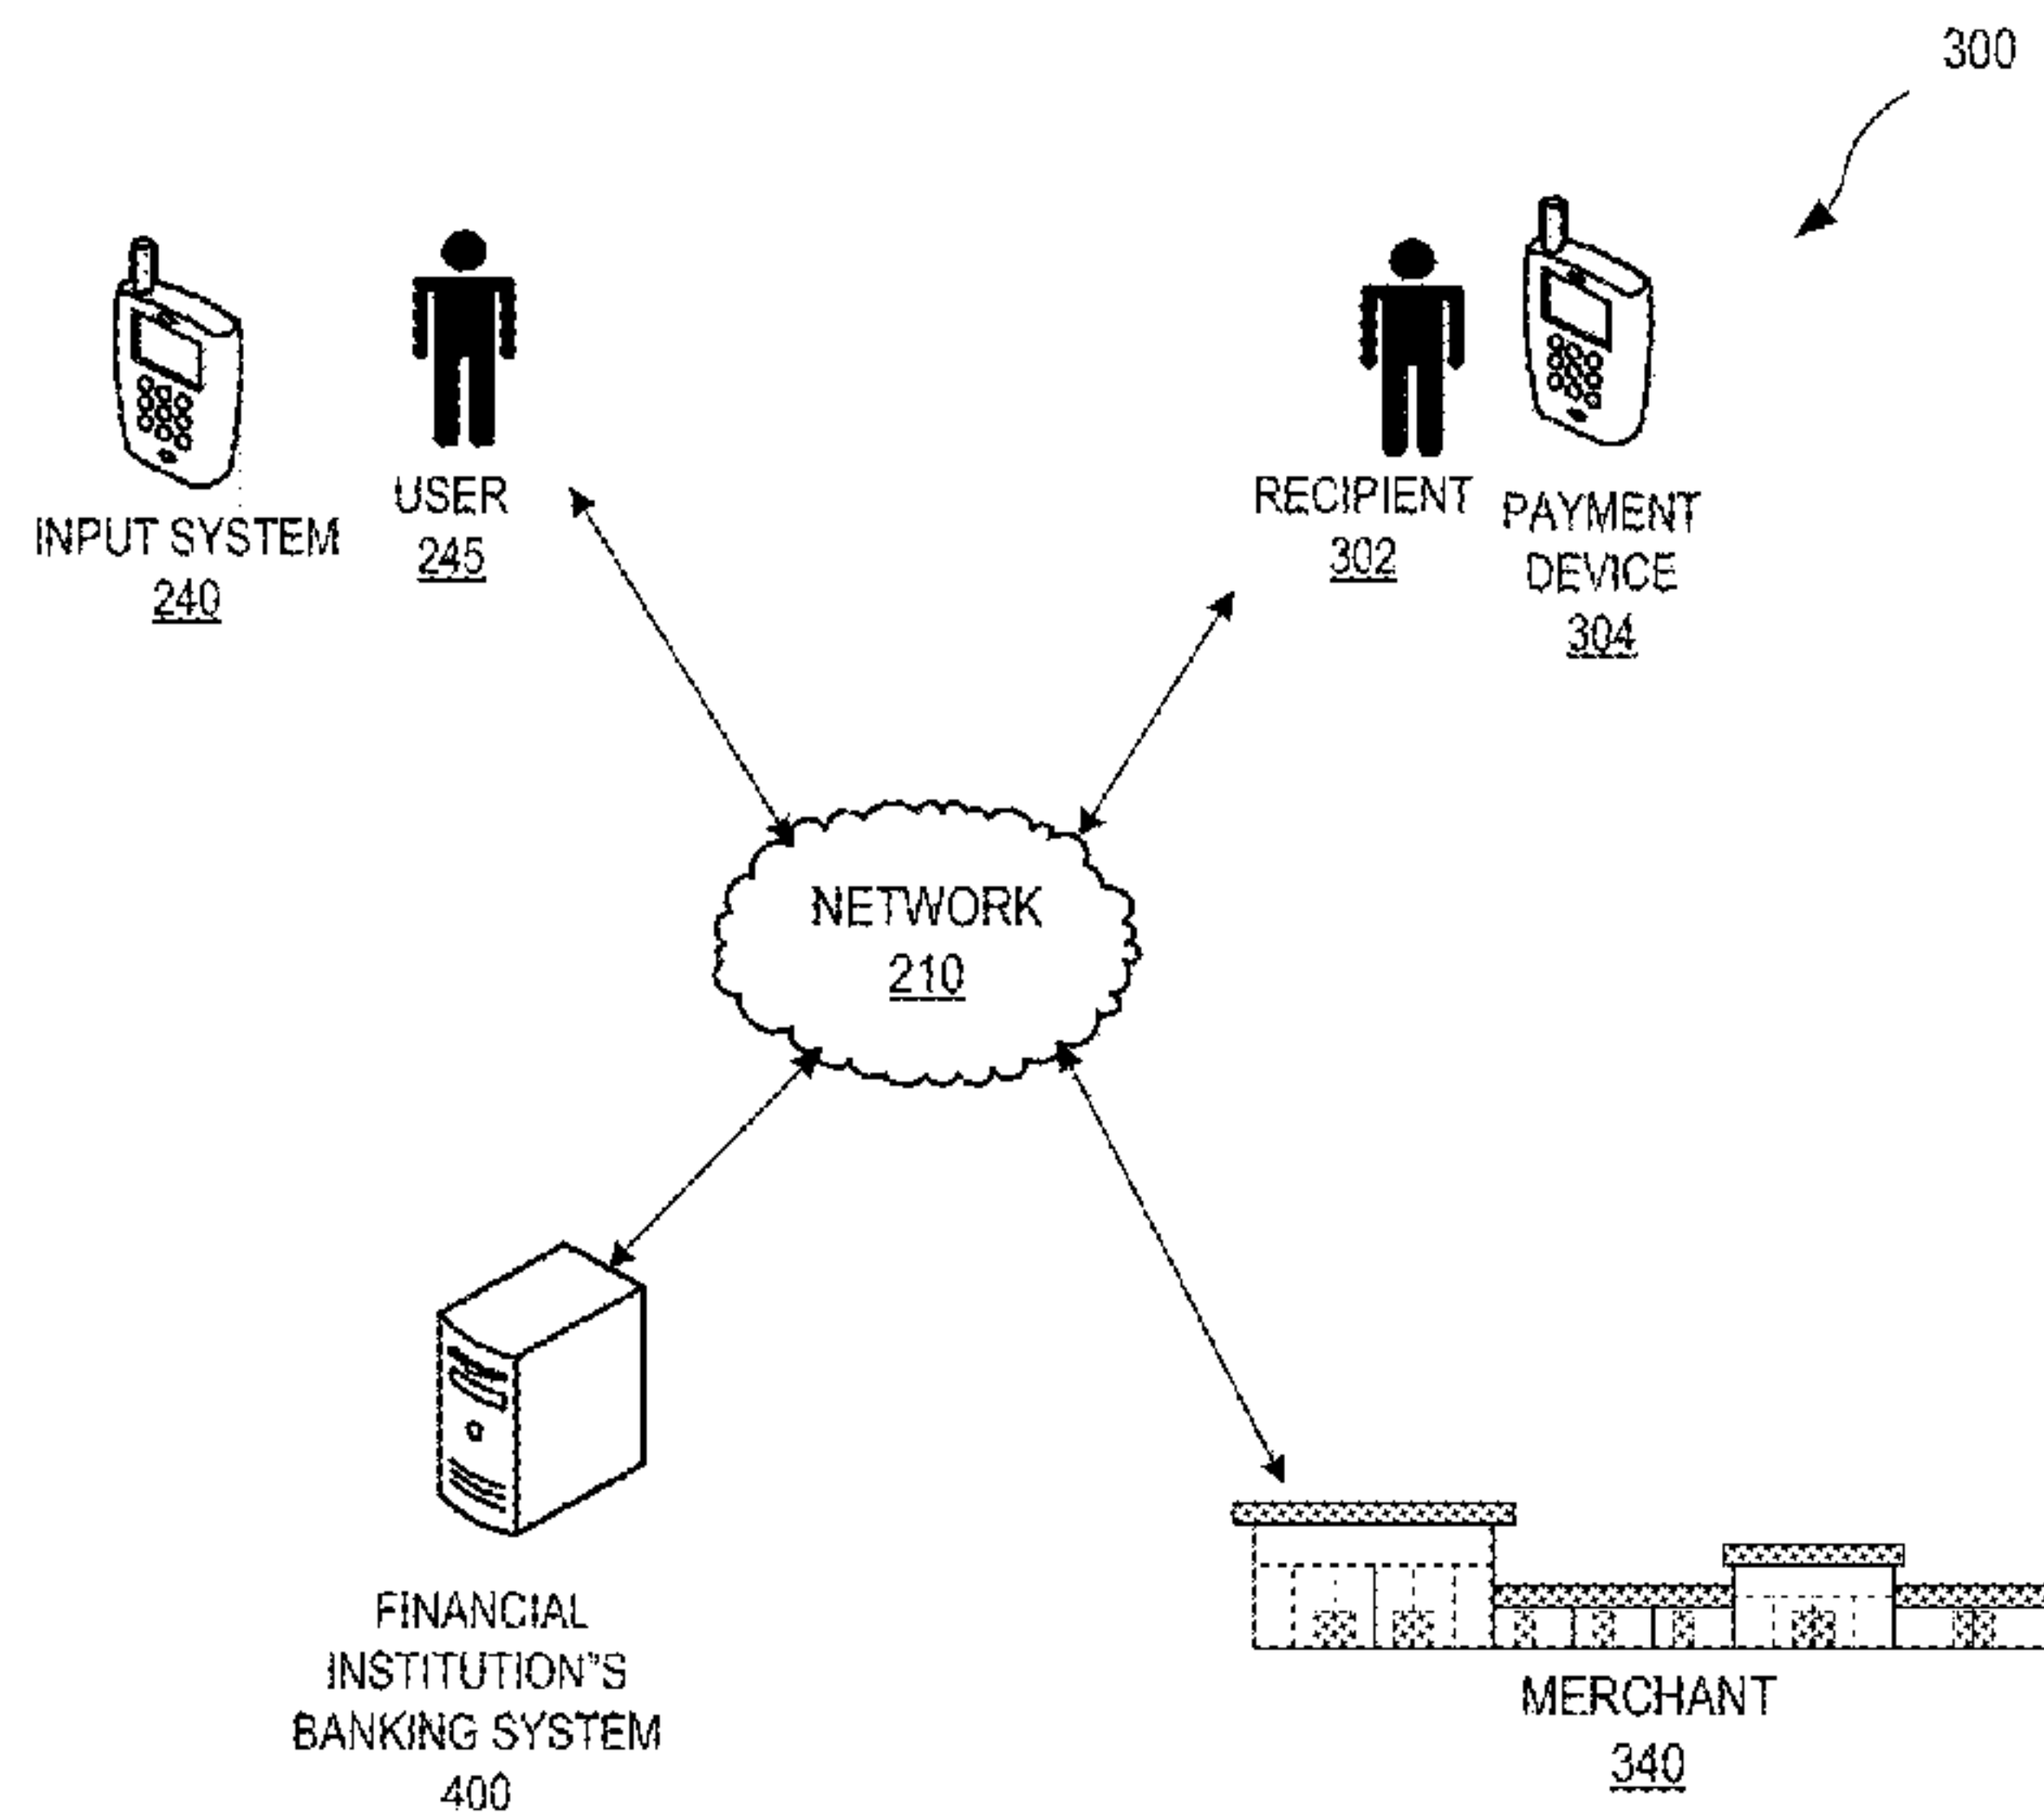 300
USER
245
INPUT SYSTEM
240
RECIPIENT
302
PAYMENT
DEVICE
304
NETWORK
210
FINANCIAL
INSTITUTION"S
BANKING SYSTEM
400
MERCHANT
340